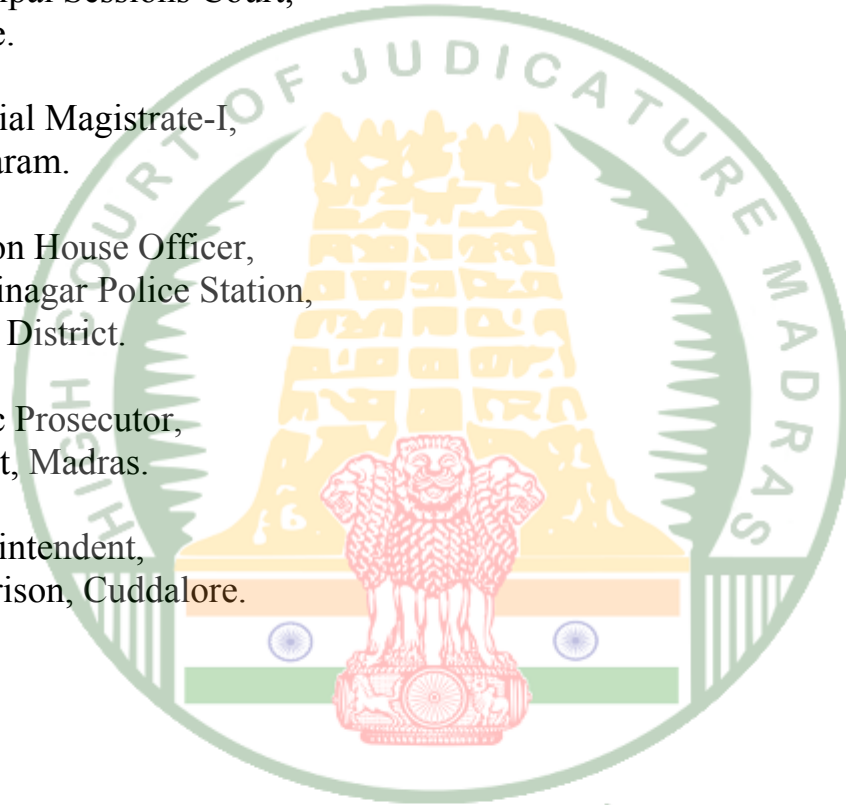 pal Sessions Court,
e.
ial Magistrate-I,
aram.
on House Officer,
inagar Police Station,
District.
c Prosecutor,
t, Madras.
intendent,
rison, Cuddalore.
HIGH COURT OF JUDICATURE MADRAS